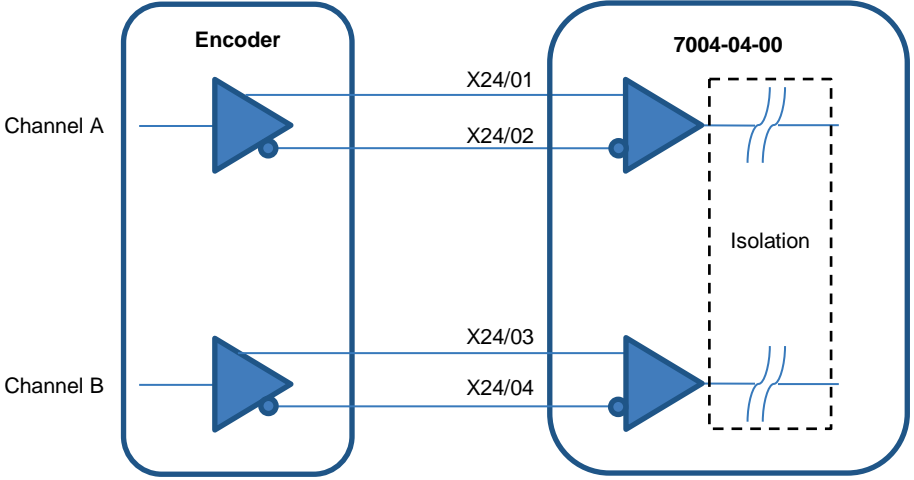 Encoder
7004-04-00
X24/01
Channel A
X24/02
Isolation
X24/03
Channel B
X24/04